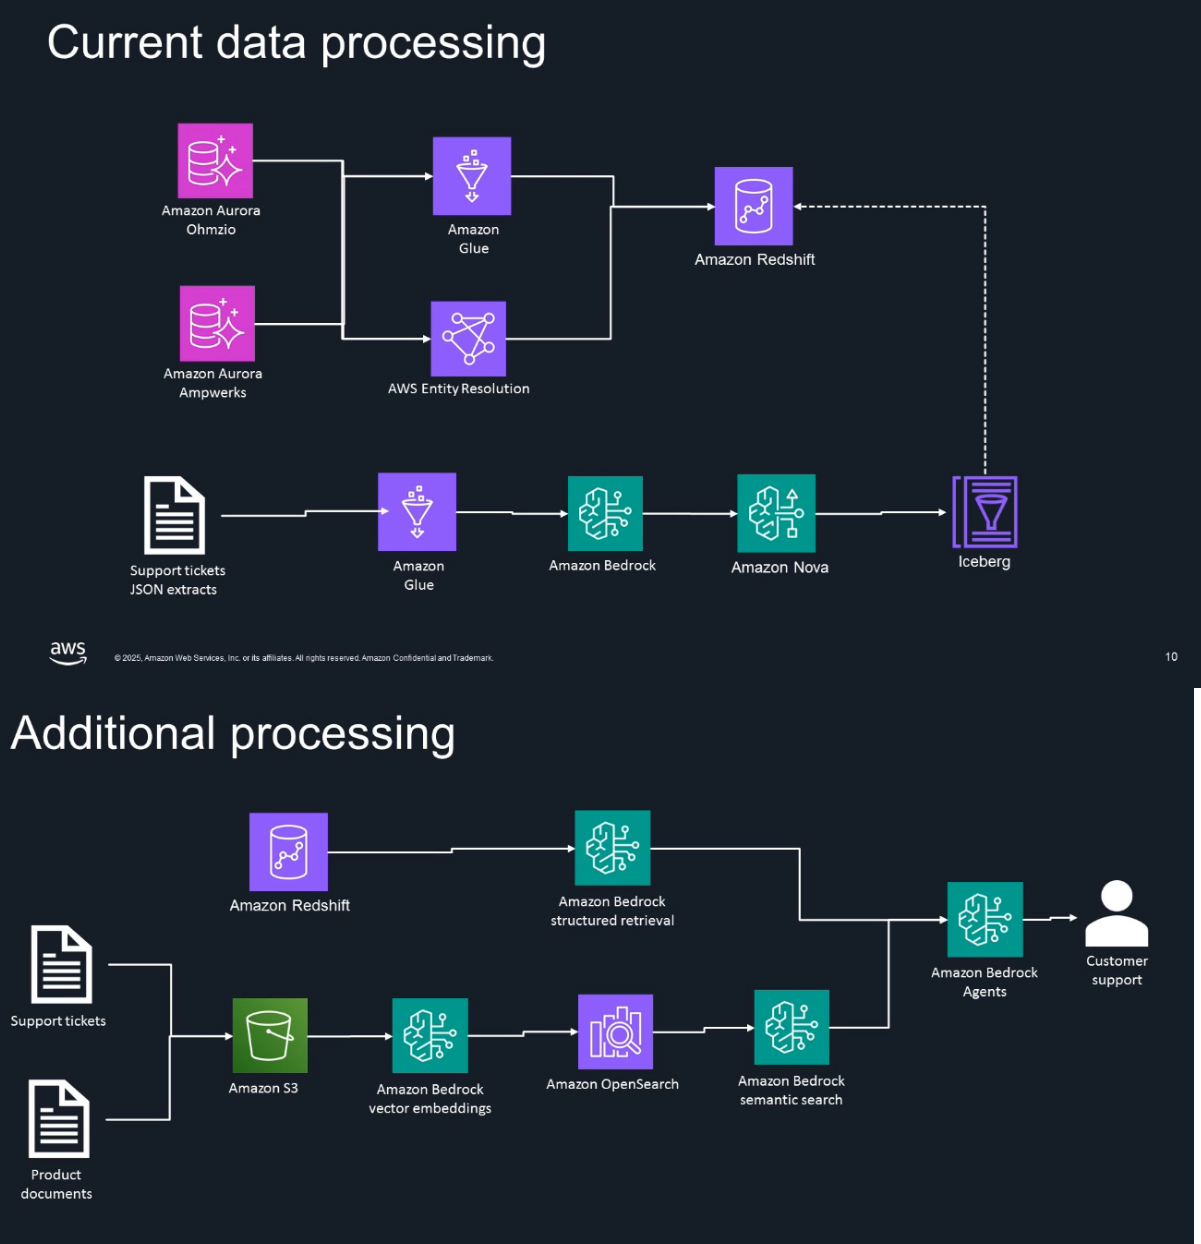 Current data processing
Amazon Aurora
Ohmzio
Amazon
Glue
Amazon Redshift
Amazon Aurora
Ampwerks
AWS Entity Resolution
Support tickets
JSON extracts
Amazon
Glue
Amazon Bedrock
Amazon Nova
Iceberg
aws
© 2025, Amazon Web Services, Inc. or its affiliates. All rights reserved. Amazon Confidential and Trademark.
10
Additional processing
Amazon Redshift
Amazon Bedrock
structured retrieval
Amazon Bedrock
Agents
Customer
support
Support tickets
Amazon S3
Amazon Bedrock
vector embeddings
Amazon OpenSearch
Amazon Bedrock
semantic search
Product
documents